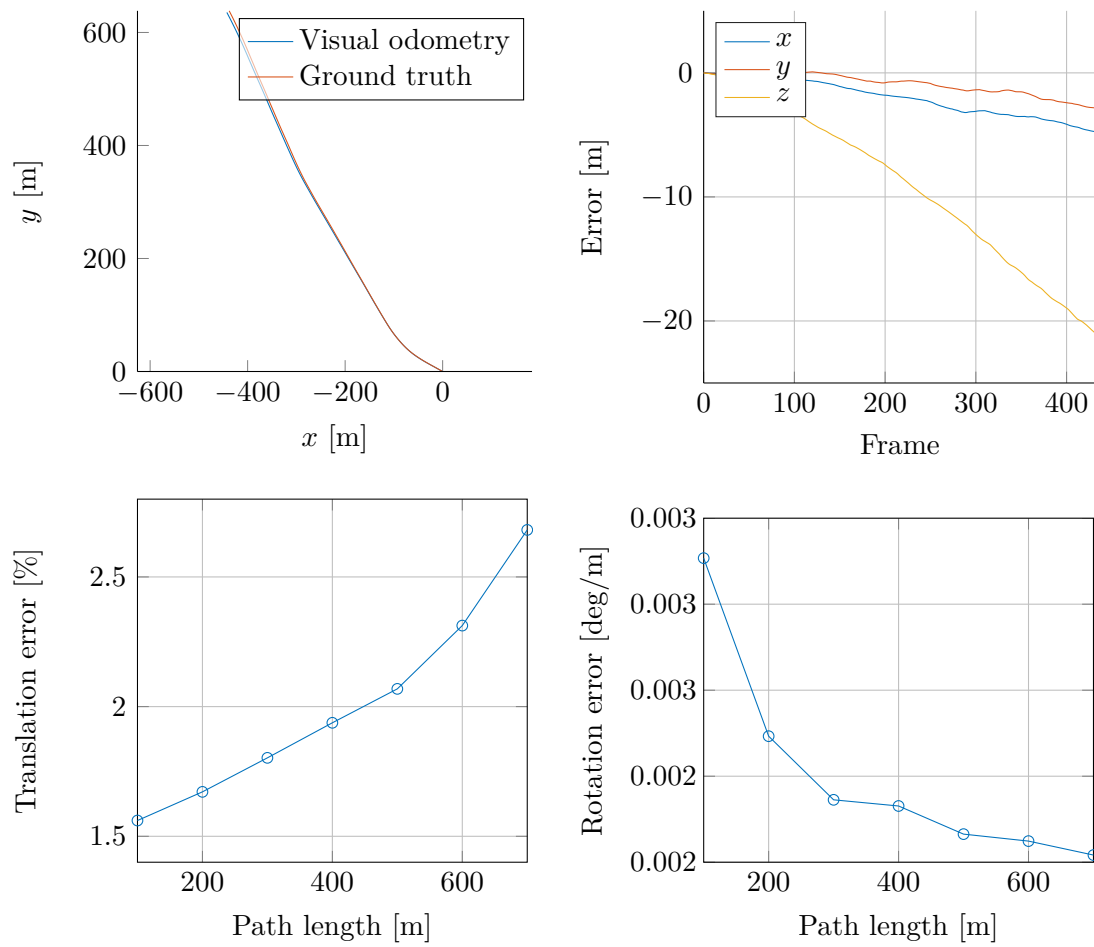 600
400
200
0
y [m]
−600
−400
−200
0
x [m]
Visual odometry
Ground truth
0
−10
−20
Error [m]
0
100
200
300
400
Frame
x
y
z
2.5
2
1.5
Translation error [%]
200
400
600
Path length [m]
0.003
0.003
0.003
0.002
0.002
Rotation error [deg/m]
200
400
600
Path length [m]